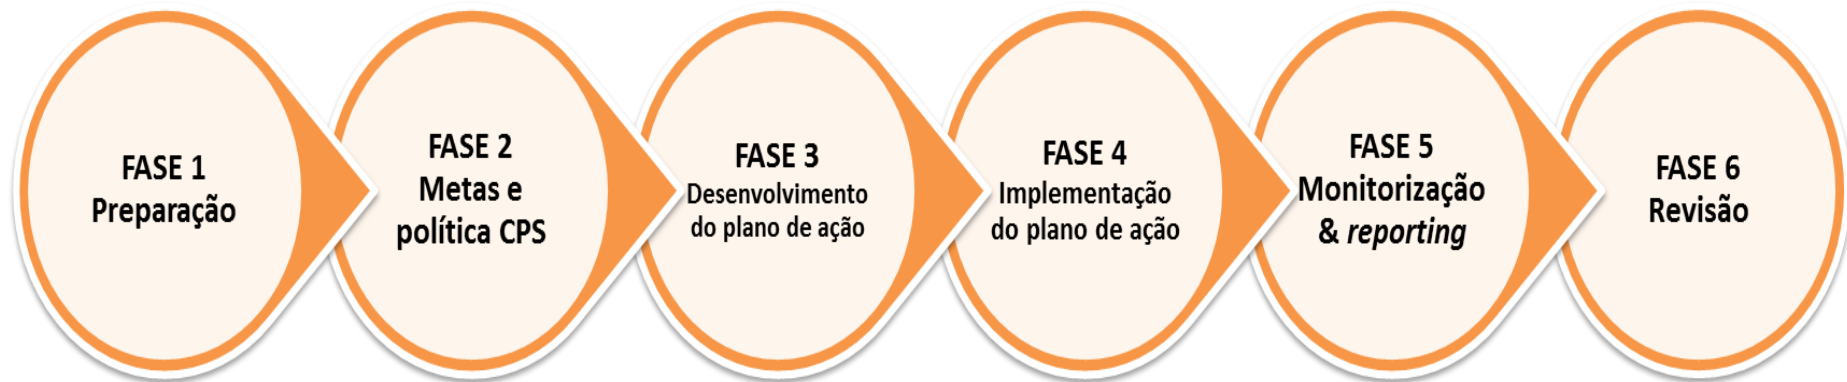 FASE 1
Preparação
FASE 2
Metas e
política CPS
FASE 3
Desenvolvimento
do plano de ação
FASE 4
Implementação
do plano de ação
FASE 5
Monitorização
& reporting
FASE 6
Revisão